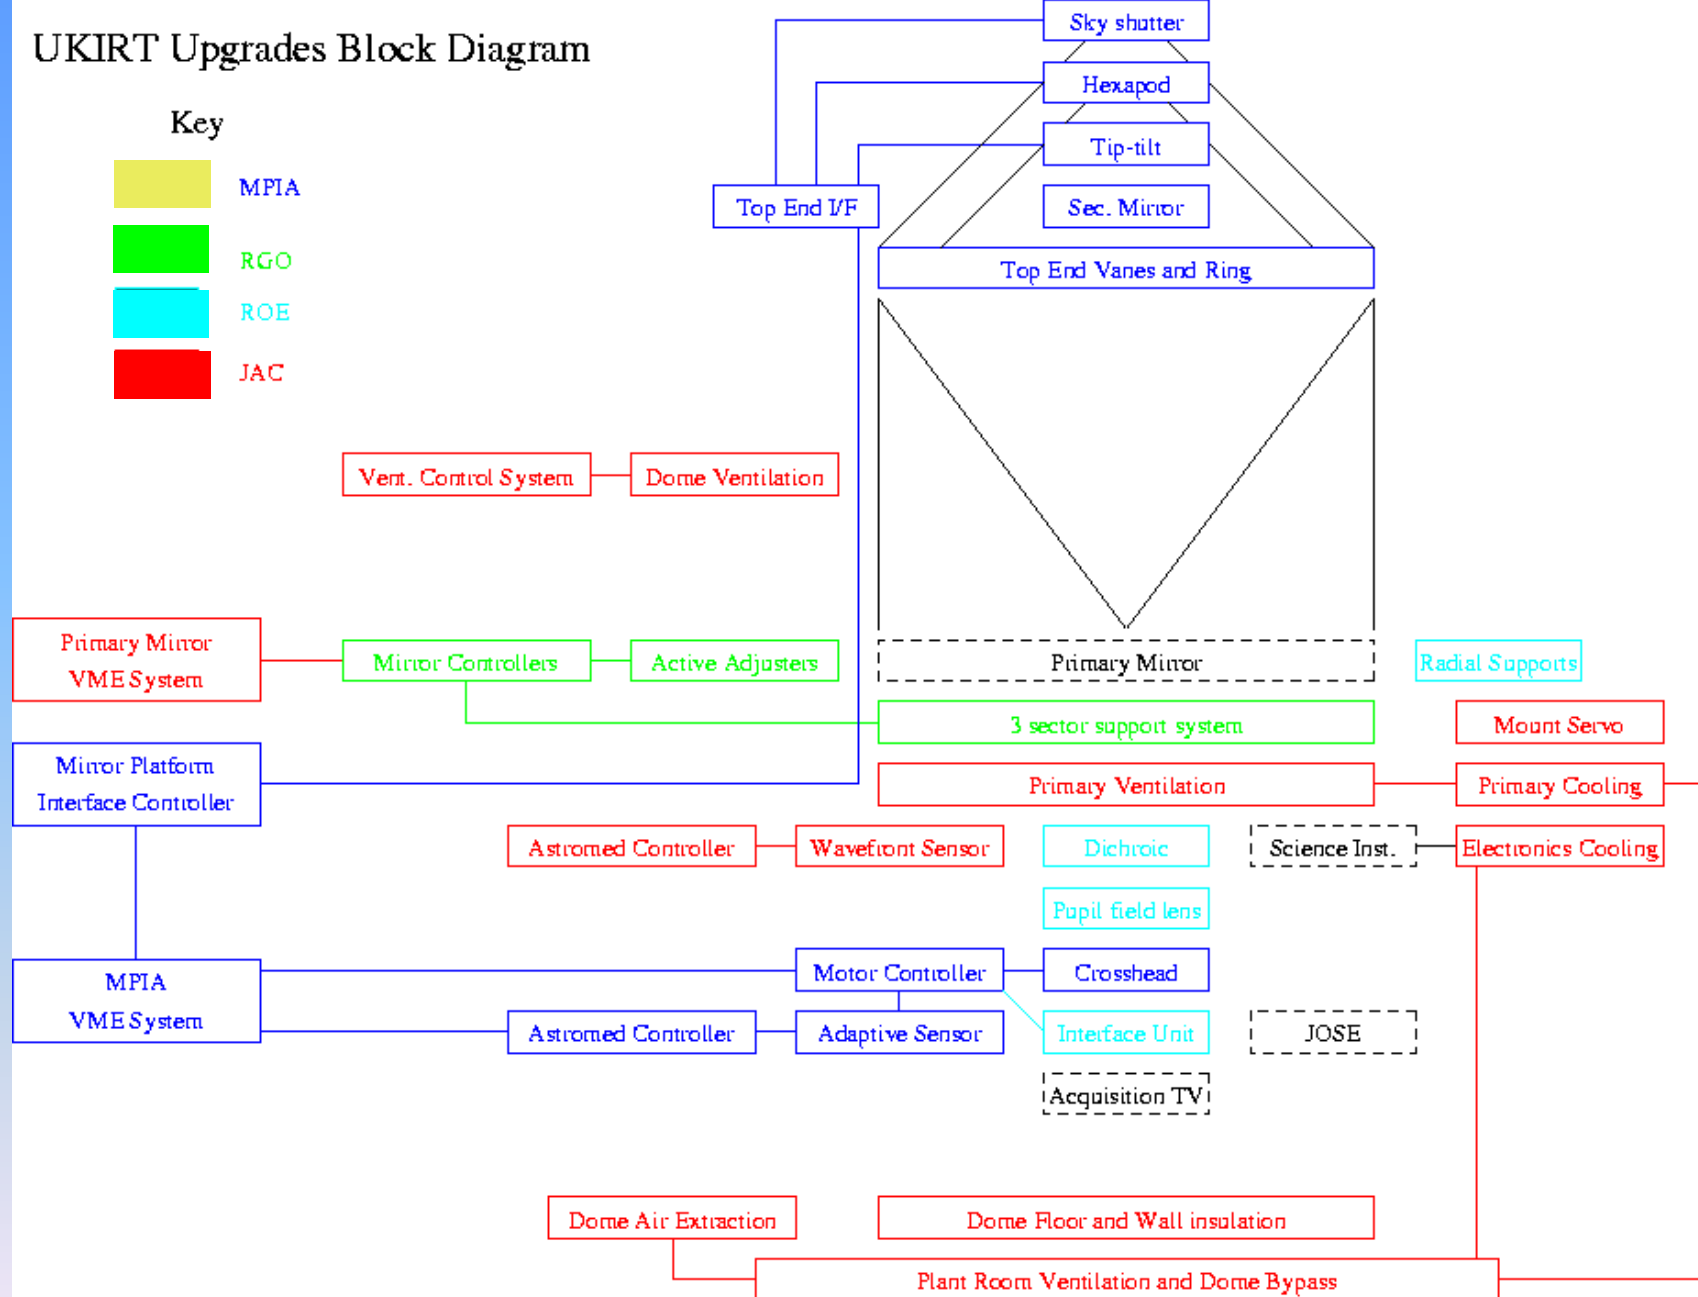 Sky shutter
UKIRT Upgrades Block Diagram
Hexapod
Key
Tip-tilt
MPIA
Top End I/F
Sec. Mirror
RGO
Top End Vanes and Ring
ROE
JAC
Vent. Control System
Dome Ventilation
Primary Mirror
VME System
Mirror Controllers
Active Adjusters
Primary Mirror
Radial Supports
3 sector support system
Mount Servo
Mirror Platform
Interface Controller
Primary Ventilation
Primary Cooling
Astromed Controller
Wavefront Sensor
Dichroic
Science Inst.
Electronics Cooling
Pupil field lens
MPIA
VME System
Motor Controller
Crosshead
Astromed Controller
Adaptive Sensor
Interface Unit
JOSE
Acquisition TV
Dome Air Extraction
Dome Floor and Wall insulation
Plant Room Ventilation and Dome Bypass